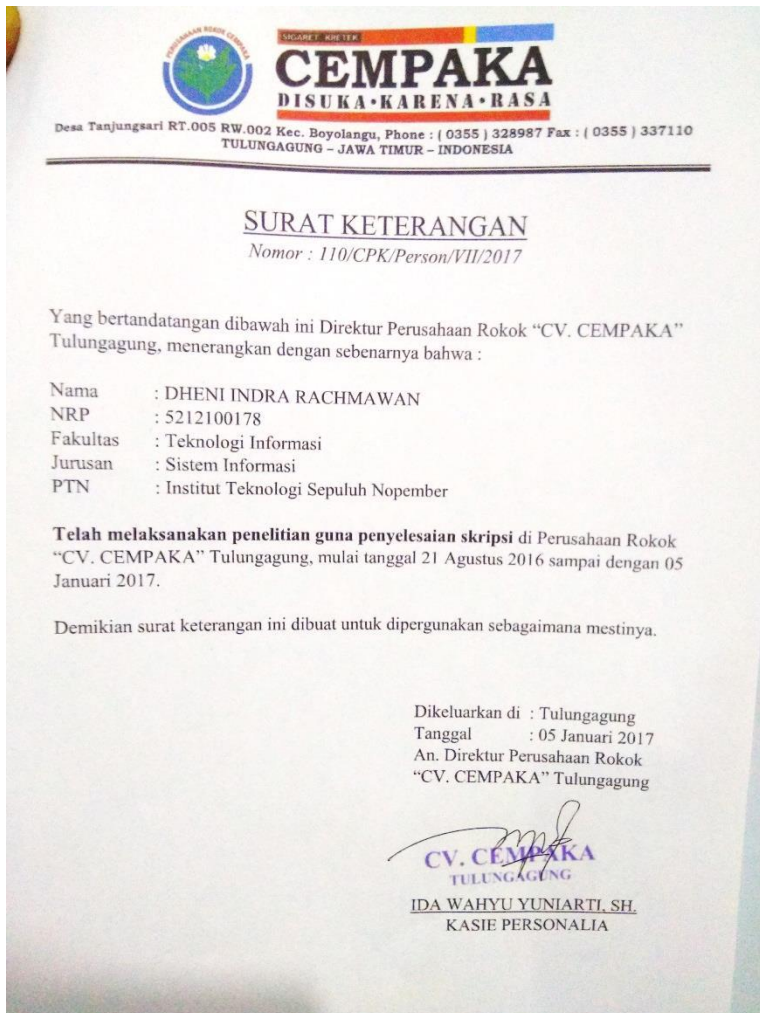 PERUSAHAAN ROKOK CEMPAKA
SIGARET KRETEK
CEMPAKA
DISUKA•KARENA•RASA
Desa Tanjungsari RT.005 RW.002 Kec. Boyolangu, Phone : ( 0355 ) 328987 Fax : ( 0355 ) 337110
TULUNGAGUNG – JAWA TIMUR – INDONESIA
SURAT KETERANGAN
Nomor : 110/CPK/Person/VII/2017
Yang bertandatangan dibawah ini Direktur Perusahaan Rokok “CV. CEMPAKA”
Tulungagung, menerangkan dengan sebenarnya bahwa :
Nama : DHENI INDRA RACHMAWAN
NRP : 5212100178
Fakultas : Teknologi Informasi
Jurusan : Sistem Informasi
PTN : Institut Teknologi Sepuluh Nopember
Telah melaksanakan penelitian guna penyelesaian skripsi di Perusahaan Rokok
“CV. CEMPAKA” Tulungagung, mulai tanggal 21 Agustus 2016 sampai dengan 05
Januari 2017.
Demikian surat keterangan ini dibuat untuk dipergunakan sebagaimana mestinya.
Dikeluarkan di : Tulungagung
Tanggal : 05 Januari 2017
An. Direktur Perusahaan Rokok
“CV. CEMPAKA” Tulungagung
CV. CEMPAKA
TULUNGAGUNG
IDA WAHYU YUNIARTI, SH.
KASIE PERSONALIA